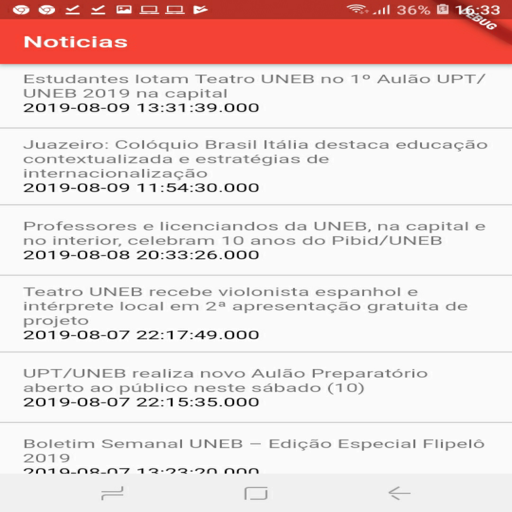 36% 16:33
DEBUG
Noticias
Estudantes lotam Teatro UNEB no 1º Aulão UPT/
UNEB 2019 na capital
2019-08-09 13:31:39.000
Juazeiro: Colóquio Brasil Itália destaca educação
contextualizada e estratégias de
internacionalização
2019-08-09 11:54:30.000
Professores e licenciandos da UNEB, na capital e
no interior, celebram 10 anos do Pibid/UNEB
2019-08-08 20:33:26.000
Teatro UNEB recebe violonista espanhol e
intérprete local em 2ª apresentação gratuita de
projeto
2019-08-07 22:17:49.000
UPT/UNEB realiza novo Aulão Preparatório
aberto ao público neste sábado (10)
2019-08-07 22:15:35.000
Boletim Semanal UNEB – Edição Especial Flipelô
2019
2019-08-07 13:23:20.000